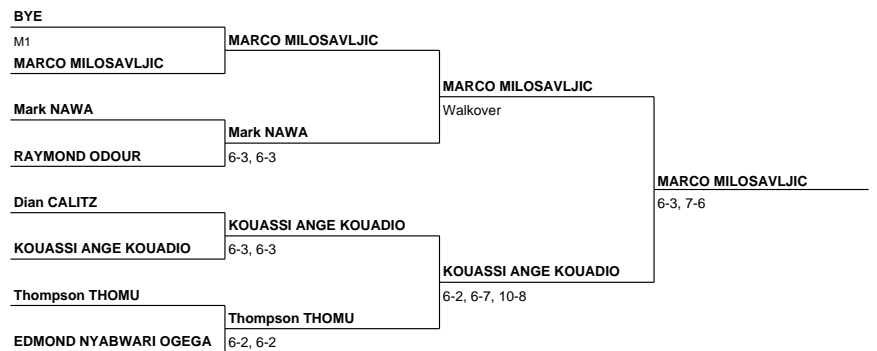 BYE
M1
MARCO MILOSAVLJIC
MARCO MILOSAVLJIC
MARCO MILOSAVLJIC
Mark NAWA
Walkover
Mark NAWA
RAYMOND ODOUR
6-3, 6-3
MARCO MILOSAVLJIC
Dian CALITZ
6-3, 7-6
KOUASSI ANGE KOUADIO
KOUASSI ANGE KOUADIO
6-3, 6-3
KOUASSI ANGE KOUADIO
Thompson THOMU
6-2, 6-7, 10-8
Thompson THOMU
EDMOND NYABWARI OGEGA
6-2, 6-2